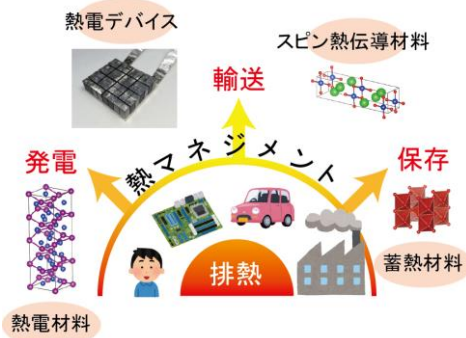 熱電デバイス
スピン熱伝導材料
輸送
発電
熱マネジメント
保存
排熱
蓄熱材料
熱電材料